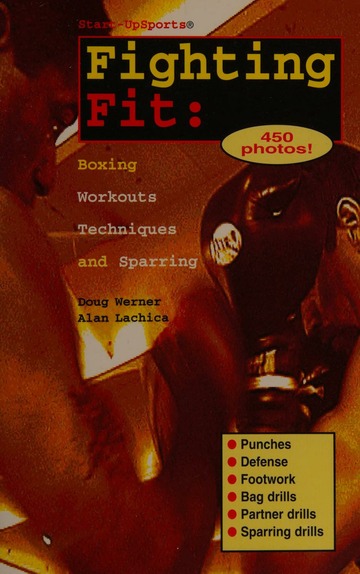 Start-UpSports®
Fighting
Fit:
450
photos!
Boxing
Workouts
Techniques
and Sparring
Doug Werner
Alan Lachica
Punches
Defense
Footwork
Bag drills
Partner drills
Sparring drills